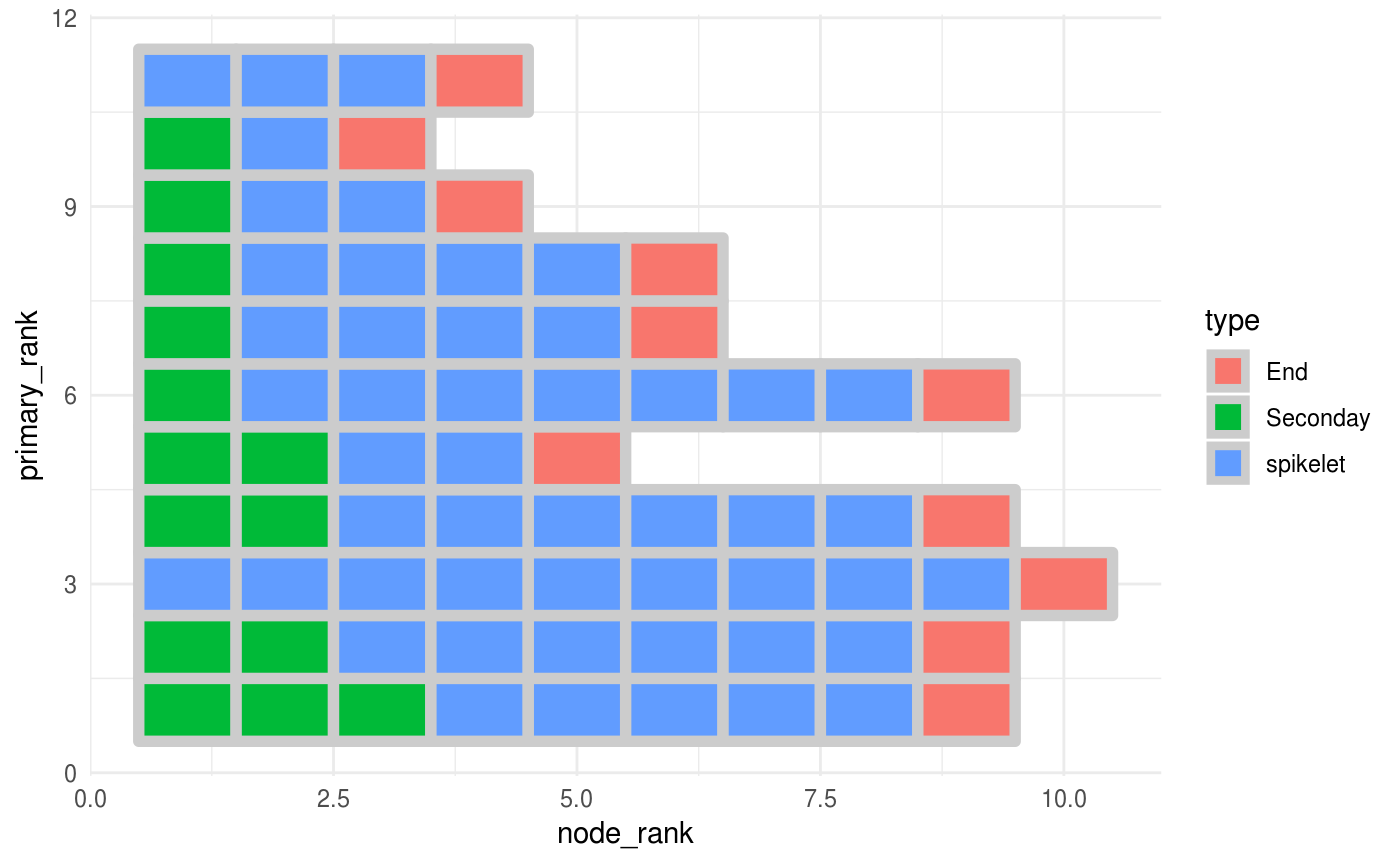 12
9
6
3
0
primary_rank
0.0 2.5 5.0 7.5 10.0
node_rank
type
End
Seconday
spikelet